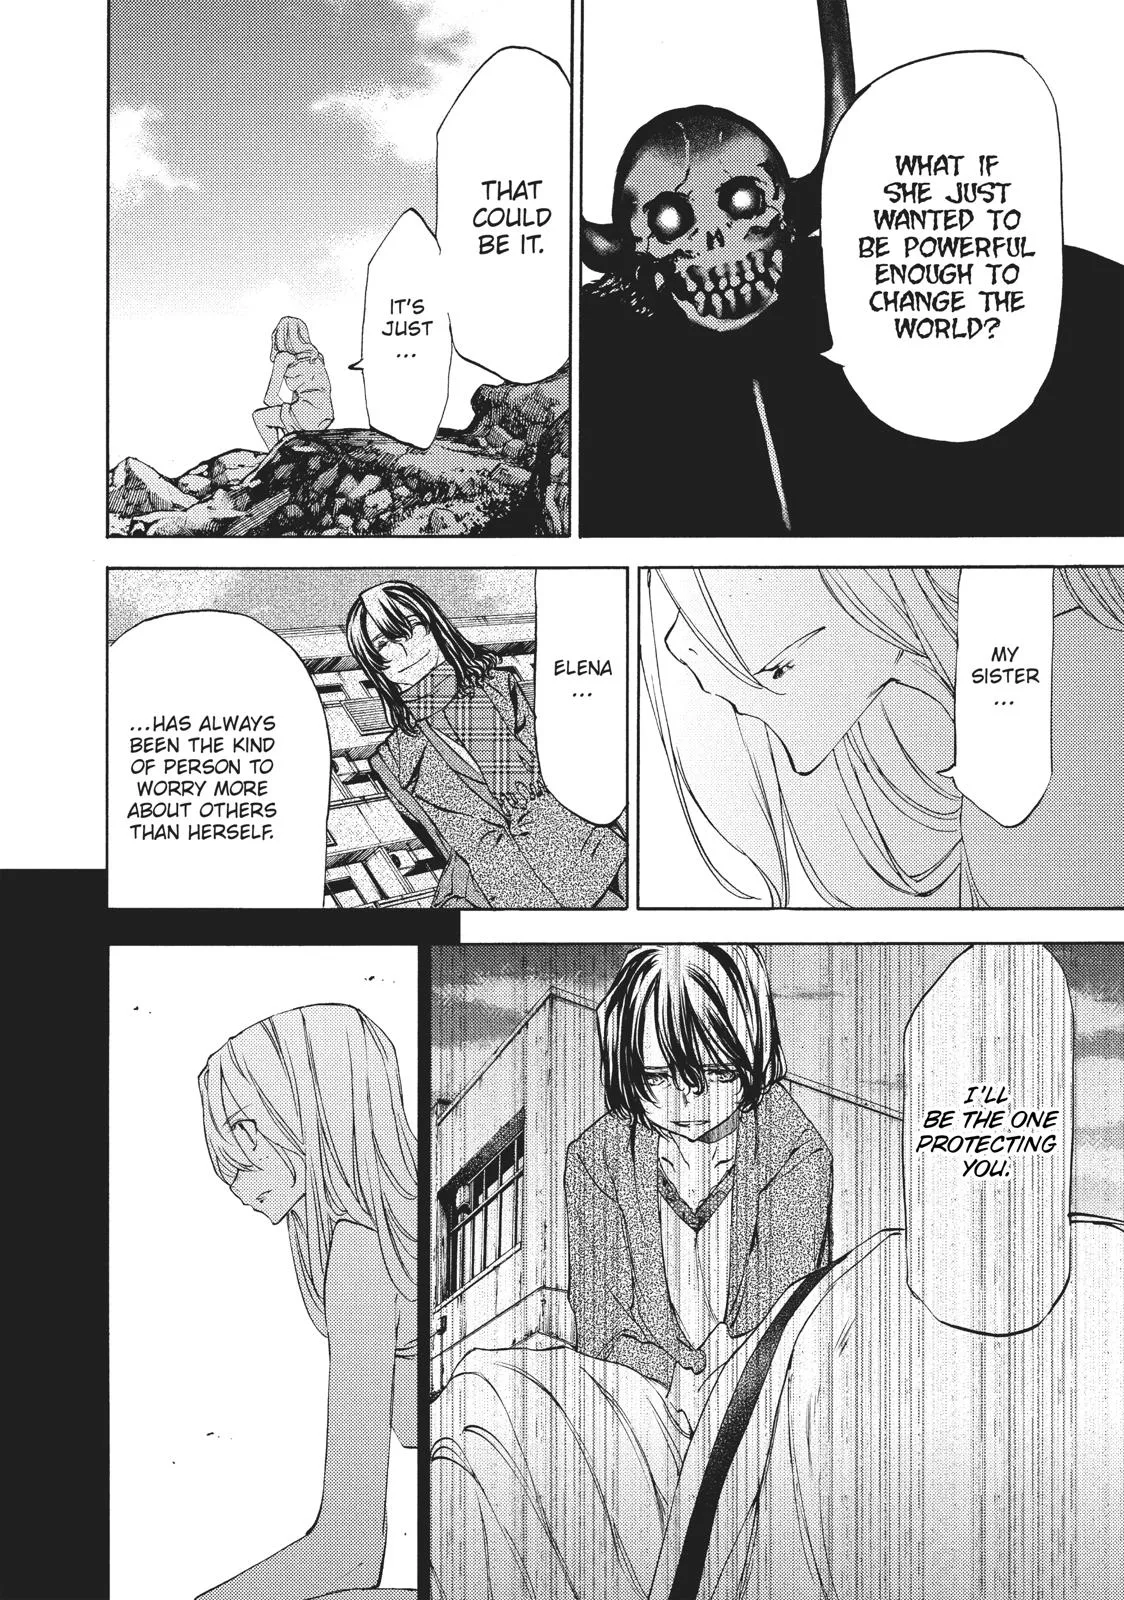 WHAT IF
SHE JUST
WANTED TO
BE POWERFUL
ENOUGH TO
CHANGE THE
WORLD?
THAT
COULD
BE IT.
IT'S
JUST
...
MY
SISTER
...
ELENA
...
...HAS ALWAYS
BEEN THE KIND
OF PERSON TO
WORRY MORE
ABOUT OTHERS
THAN HERSELF.
I'LL
BE THE ONE
PROTECTING
YOU.